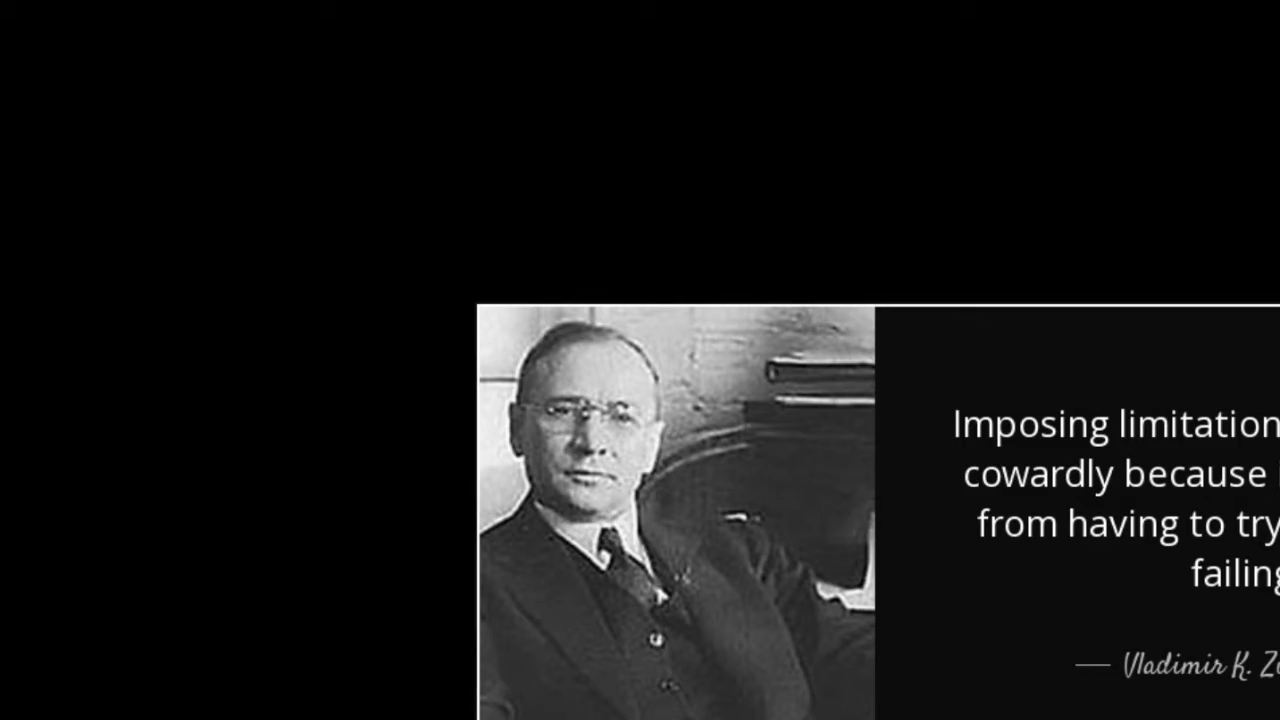 Imposing limitation
cowardly because
from having to try
failing
— Vladimir K.